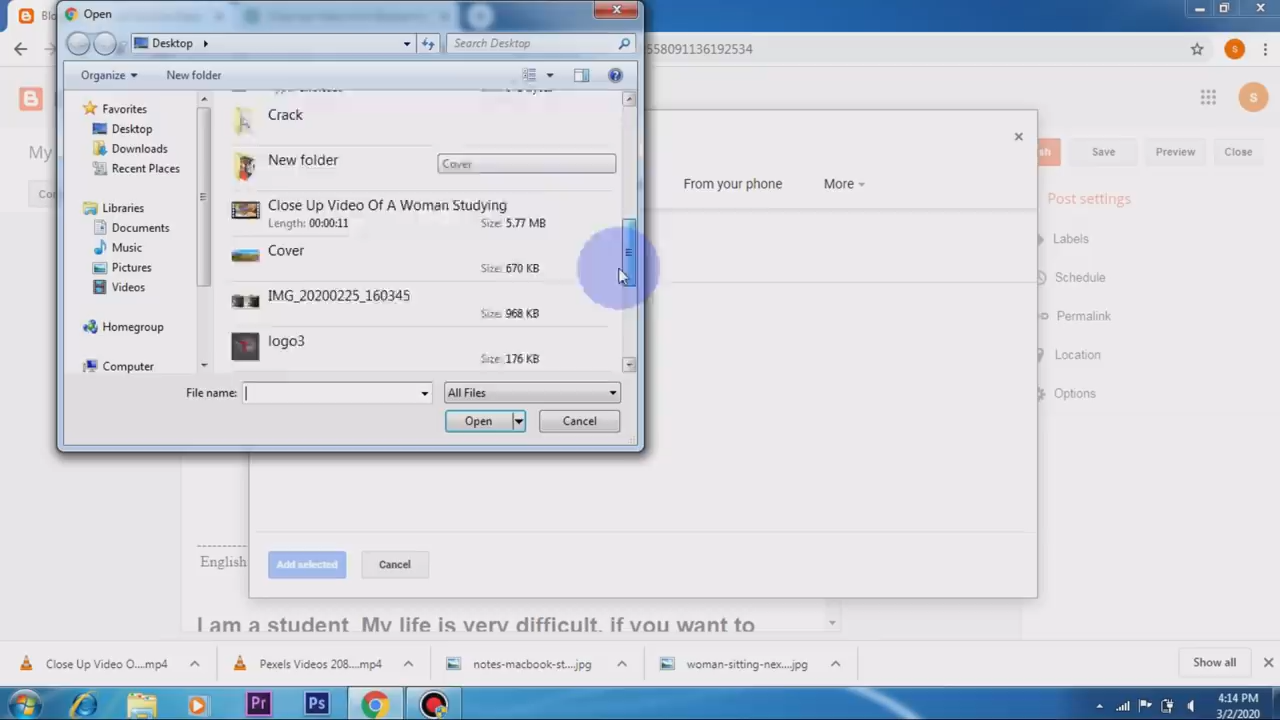 Open
558091136192534
Desktop
Search Desktop
Organize
New folder
Favorites
Desktop
Downloads
Recent Places
Libraries
Documents
Music
Pictures
Videos
Homegroup
Computer
Crack
New folder
Cover
Close Up Video Of A Woman Studying
Length: 00:00:11
Size: 5.77 MB
Cover
Size: 670 KB
IMG_20200225_160345
Size: 968 KB
logo3
Size: 176 KB
File name:
All Files
Open
Cancel
My
From your phone
More
Save
Preview
Close
Post settings
Labels
Schedule
Permalink
Location
Options
Add selected
Cancel
English
I am a student. My life is very difficult. if you want to
Close Up Video O....mp4
Pexels Videos 208....mp4
notes-macbook-st....jpg
woman-sitting-nex....jpg
Show all
4:14 PM
3/2/2020